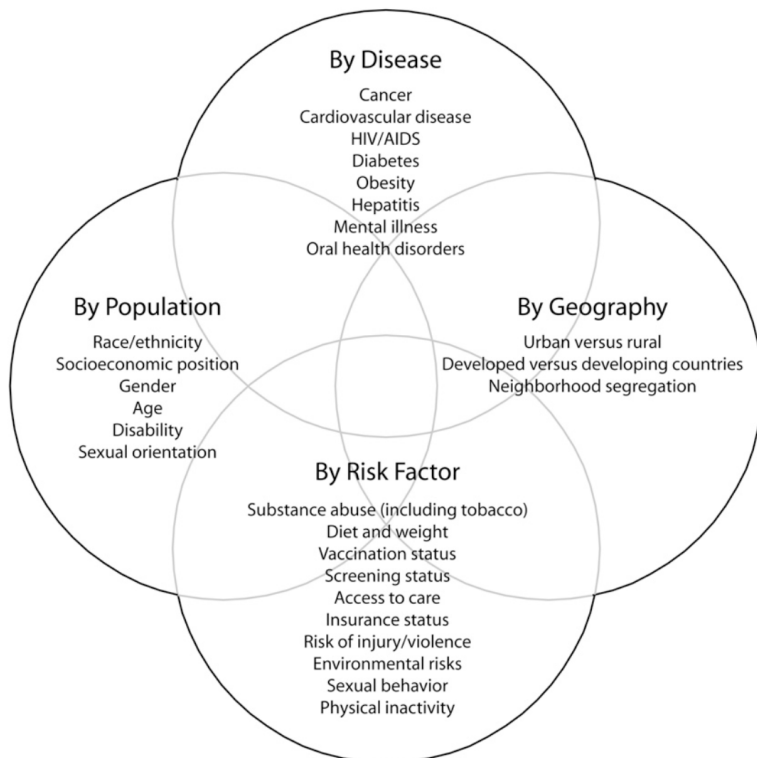 By Disease
Cancer
Cardiovascular disease
HIV/AIDS
Diabetes
Obesity
Hepatitis
Mental illness
Oral health disorders
By Population
Race/ethnicity
Socioeconomic position
Gender
Age
Disability
Sexual orientation
By Geography
Urban versus rural
Developed versus developing countries
Neighborhood segregation
By Risk Factor
Substance abuse (including tobacco)
Diet and weight
Vaccination status
Screening status
Access to care
Insurance status
Risk of injury/violence
Environmental risks
Sexual behavior
Physical inactivity